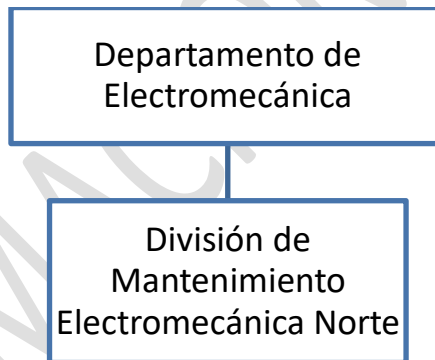 Departamento de
Electromecánica
División de
Mantenimiento
Electromecánica Norte